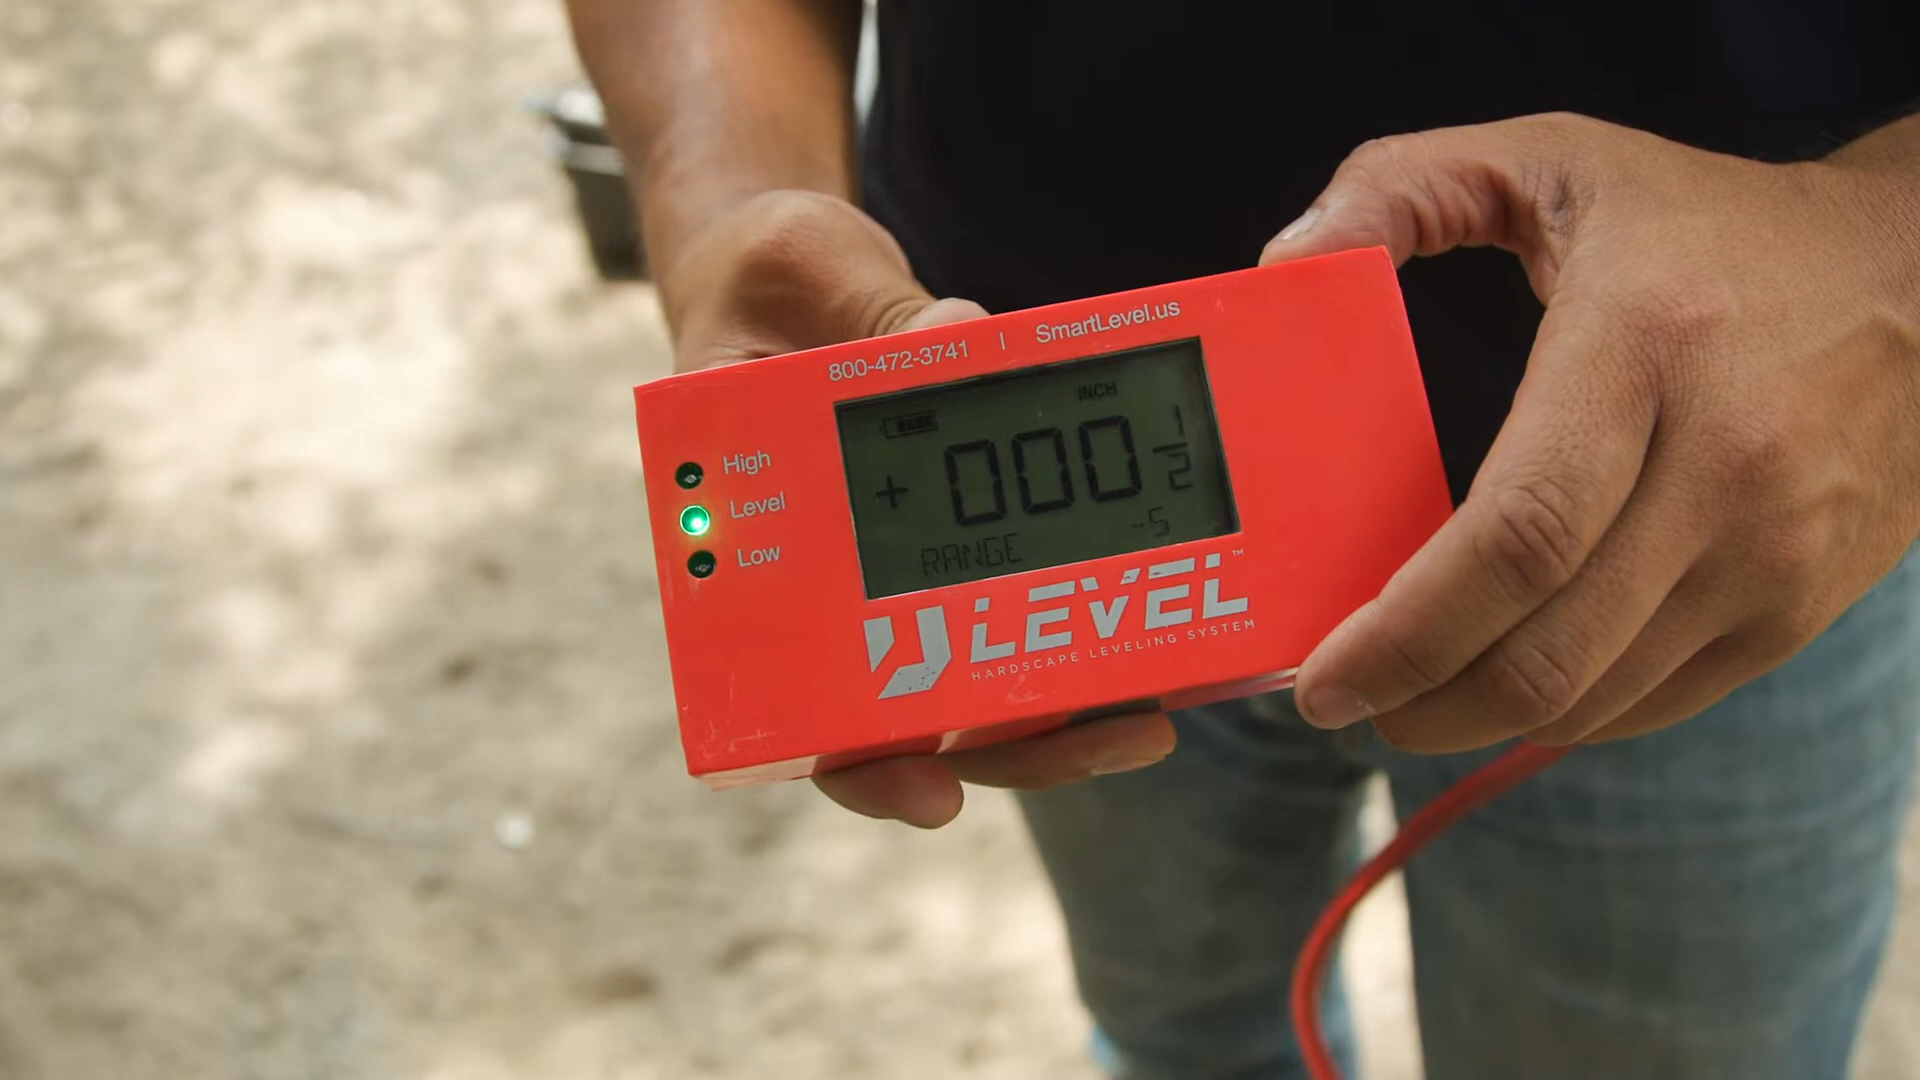 800-472-3741 | SmartLevel.us
High
Level
Low
INCH
+ 000 1/2
RANGE --5
LEVEL™
HARDSCAPE LEVELING SYSTEM